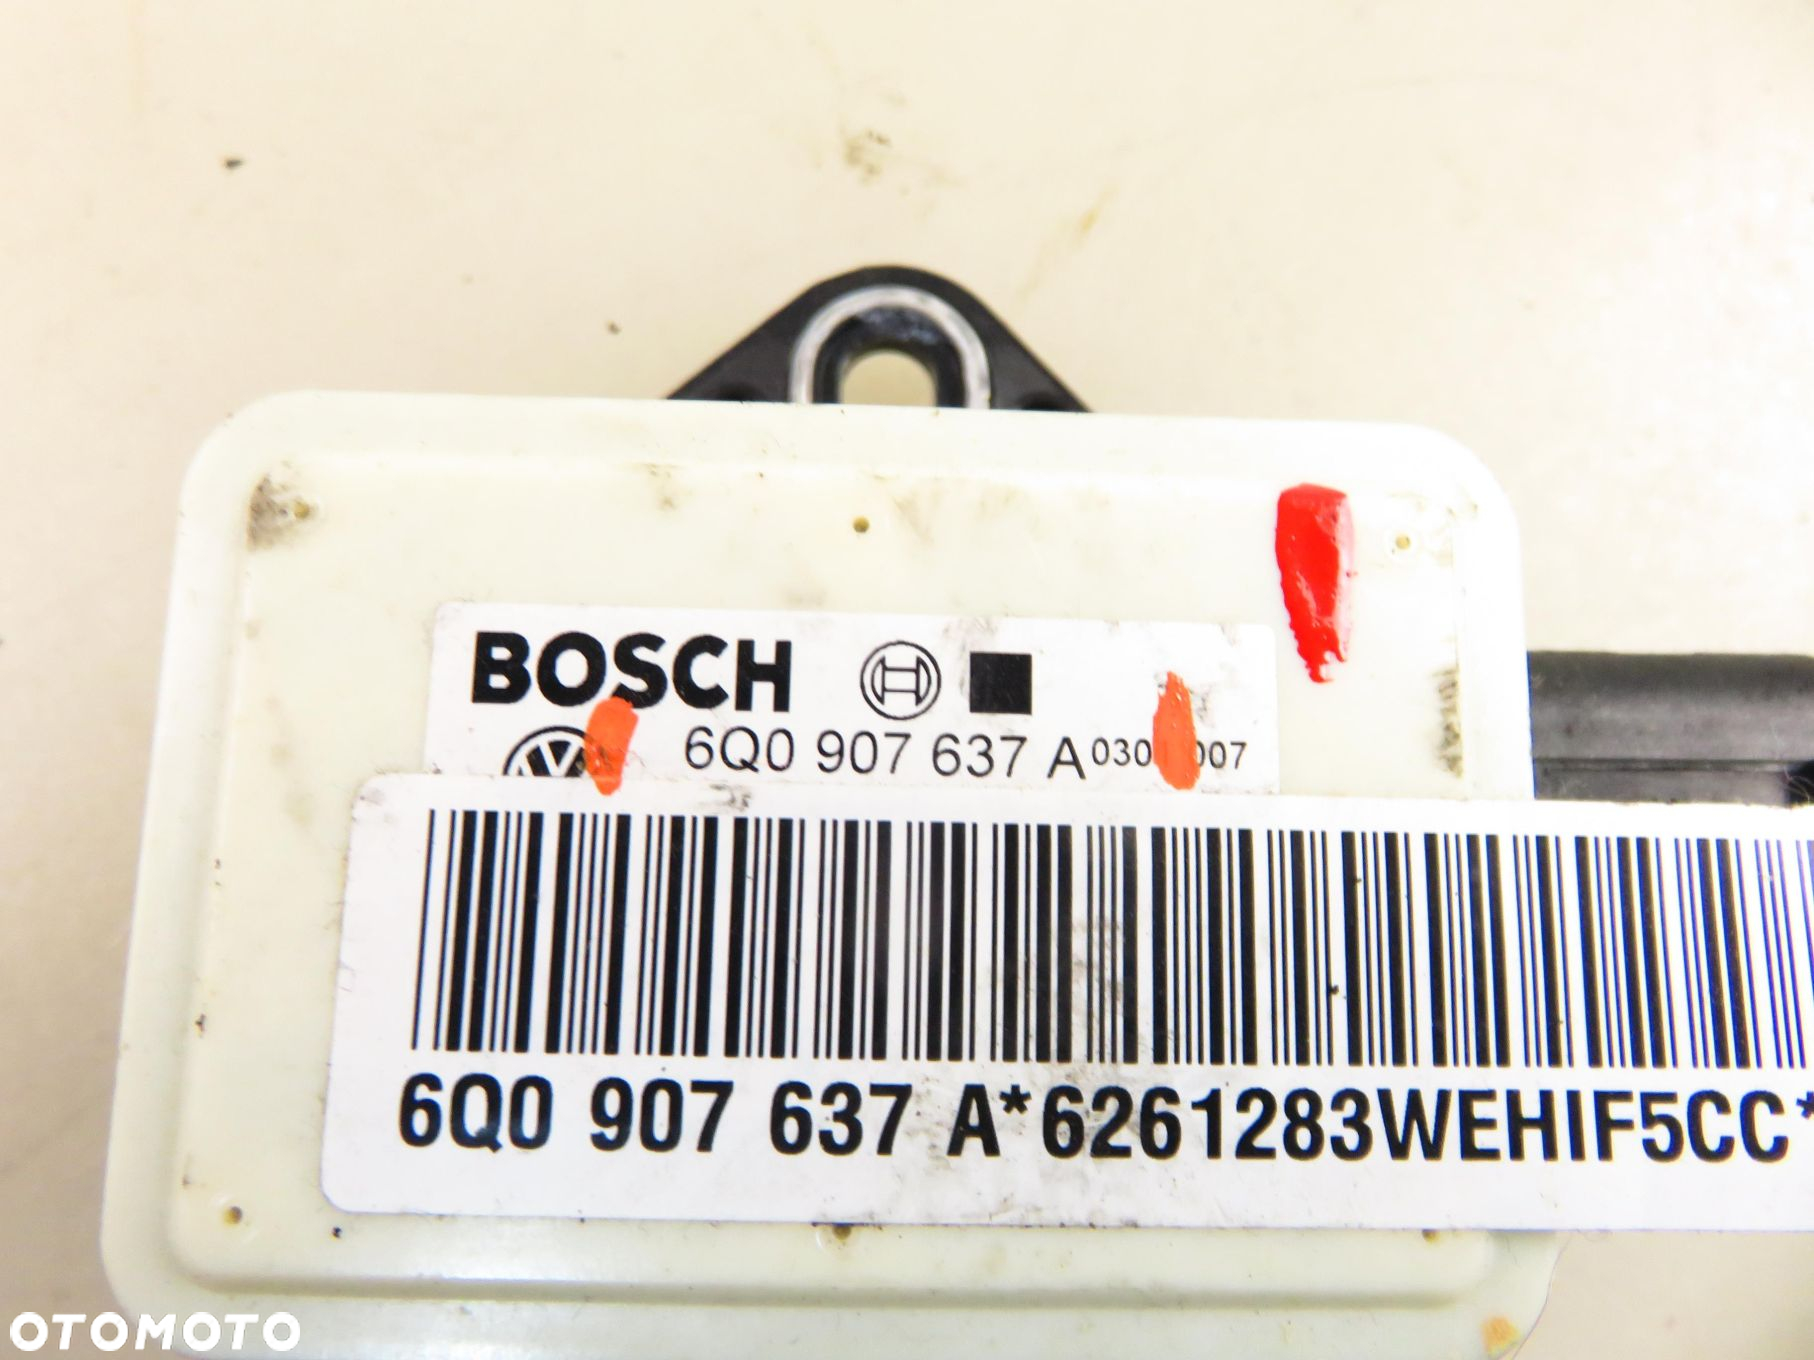 BOSCH
6Q0 907 637 A
6Q0 907 637 A*6261283WEHIF5CC*
OTOMOTO